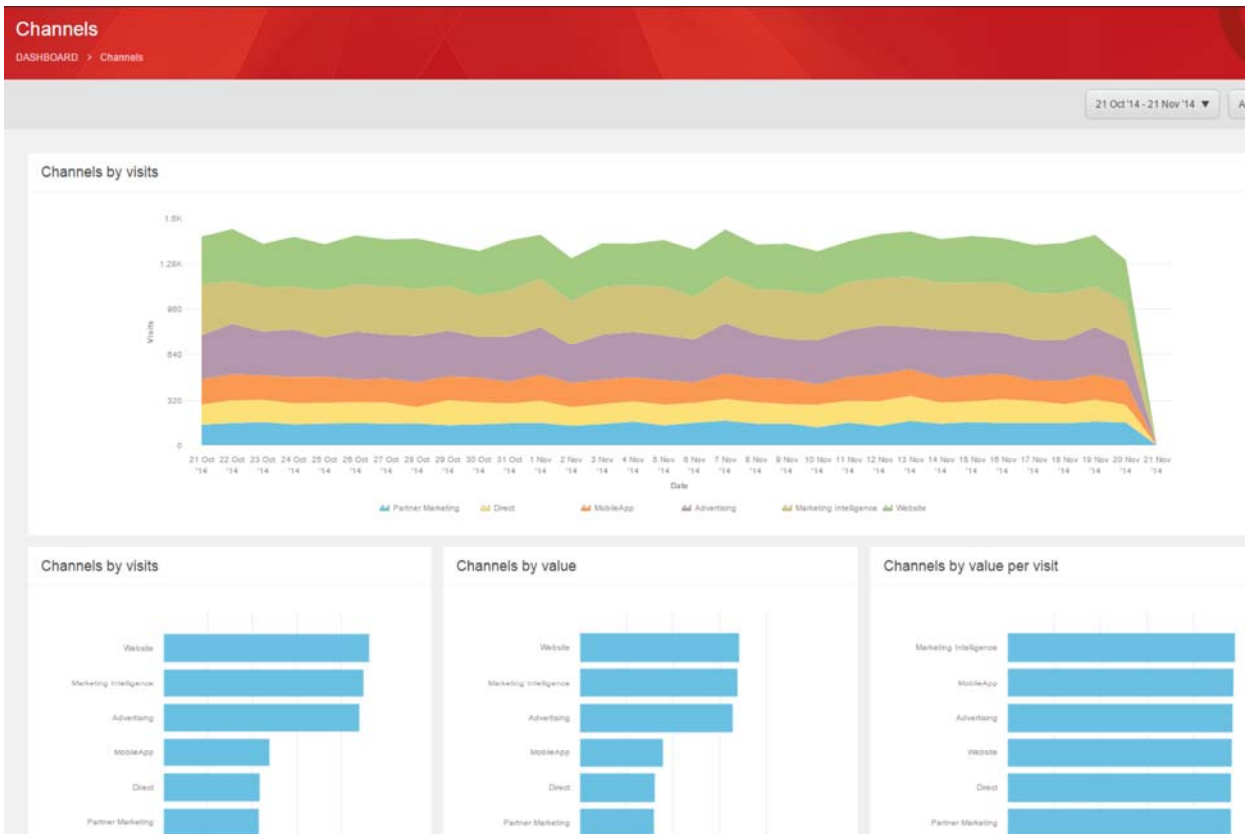 Channels
DASHBOARD > Channels
21 Oct '14 - 21 Nov '14 ▼ A
Channels by visits
1.6K
1.28K
960
640
320
0
Visits
21 Oct 22 Oct 23 Oct 24 Oct 25 Oct 26 Oct 27 Oct 28 Oct 29 Oct 30 Oct 31 Oct 1 Nov 2 Nov 3 Nov 4 Nov 5 Nov 6 Nov 7 Nov 8 Nov 9 Nov 10 Nov 11 Nov 12 Nov 13 Nov 14 Nov 15 Nov 16 Nov 17 Nov 18 Nov 19 Nov 20 Nov 21 Nov
'14 '14 '14 '14 '14 '14 '14 '14 '14 '14 '14 '14 '14 '14 '14 '14 '14 '14 '14 '14 '14 '14 '14 '14 '14 '14 '14 '14 '14 '14 '14 '14
Date
Partner Marketing Direct MobileApp Advertising Marketing Intelligence Website
Channels by visits
Website
Marketing Intelligence
Advertising
MobileApp
Direct
Partner Marketing
Channels by value
Website
Marketing Intelligence
Advertising
MobileApp
Direct
Partner Marketing
Channels by value per visit
Marketing Intelligence
MobileApp
Advertising
Website
Direct
Partner Marketing